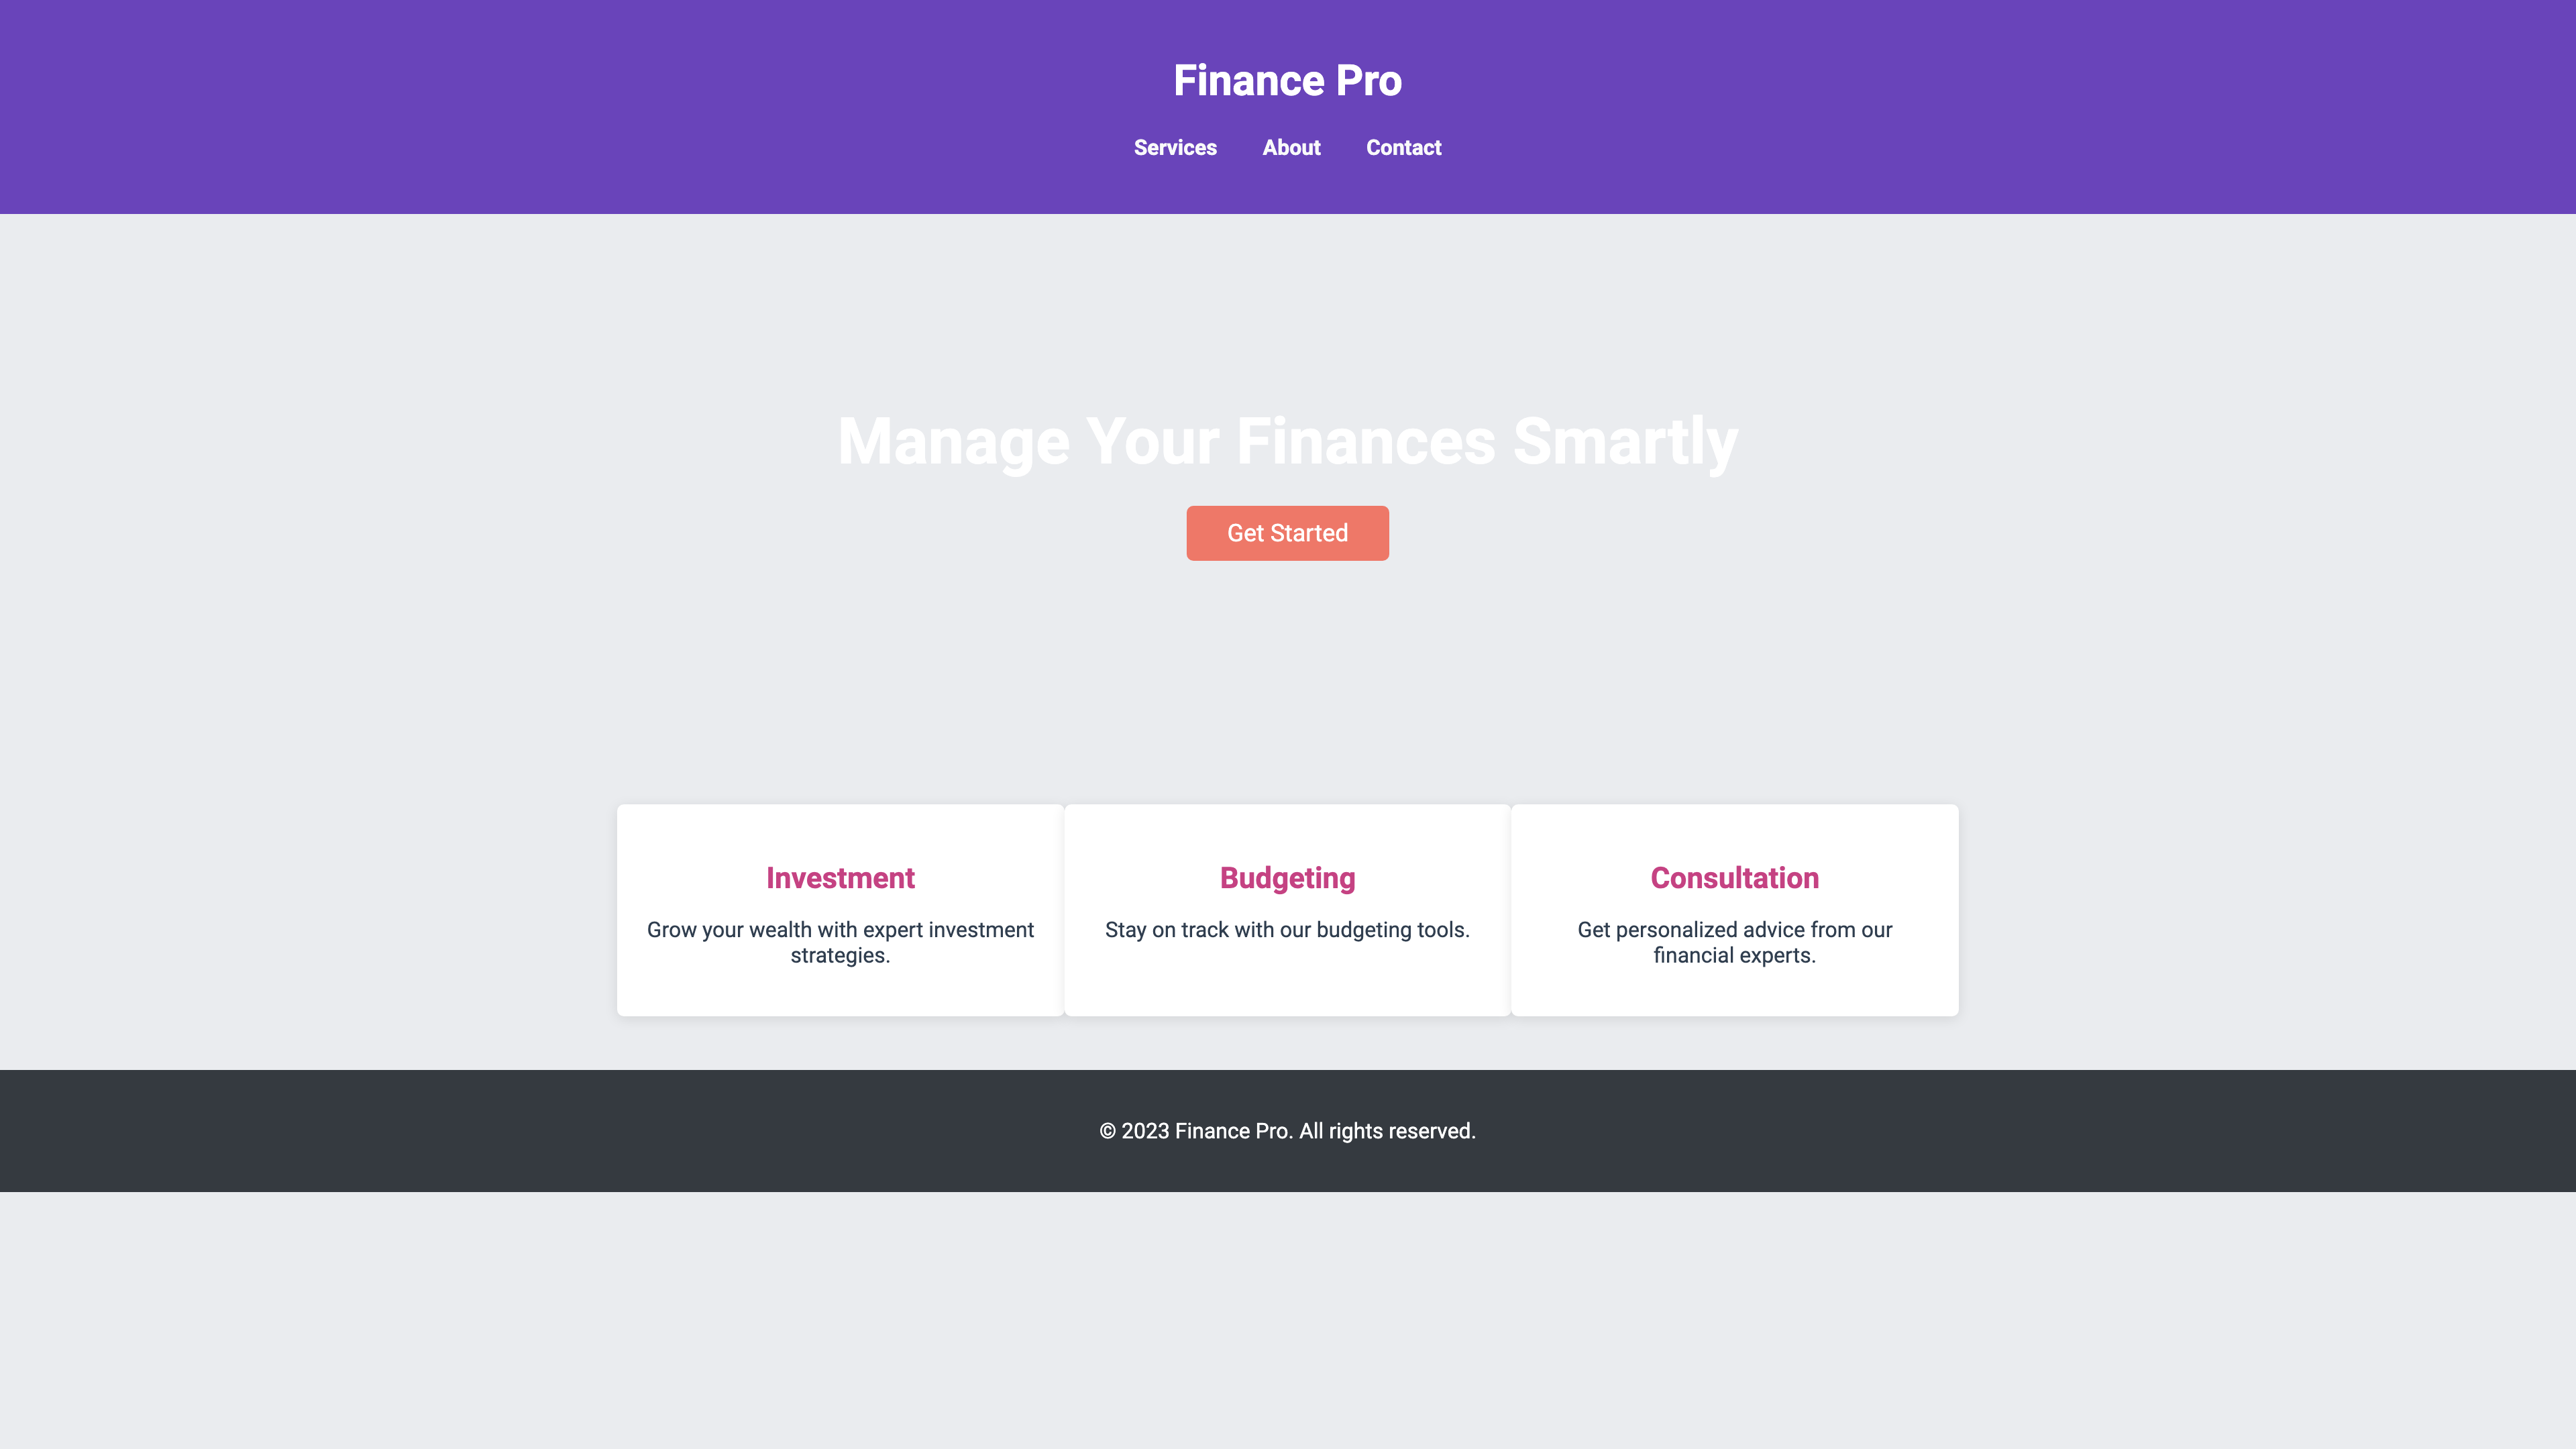 Finance Pro
Services About Contact
Manage Your Finances Smartly
Get Started
Investment
Grow your wealth with expert investment
strategies.
Budgeting
Stay on track with our budgeting tools.
Consultation
Get personalized advice from our
financial experts.
© 2023 Finance Pro. All rights reserved.